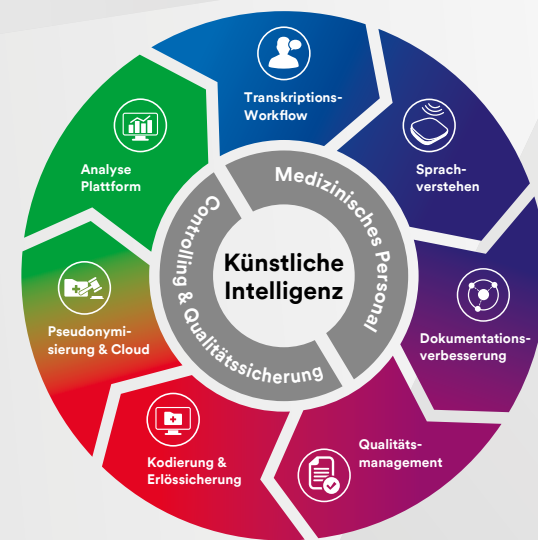 Transkriptions-
Workflow
Sprach-
verstehen
Dokumentations-
verbesserung
Qualitäts-
management
Kodierung &
Erlössicherung
Pseudonymi-
sierung & Cloud
Analyse
Plattform
Medizinisches Personal
Controlling & Qualitätssicherung
Künstliche
Intelligenz